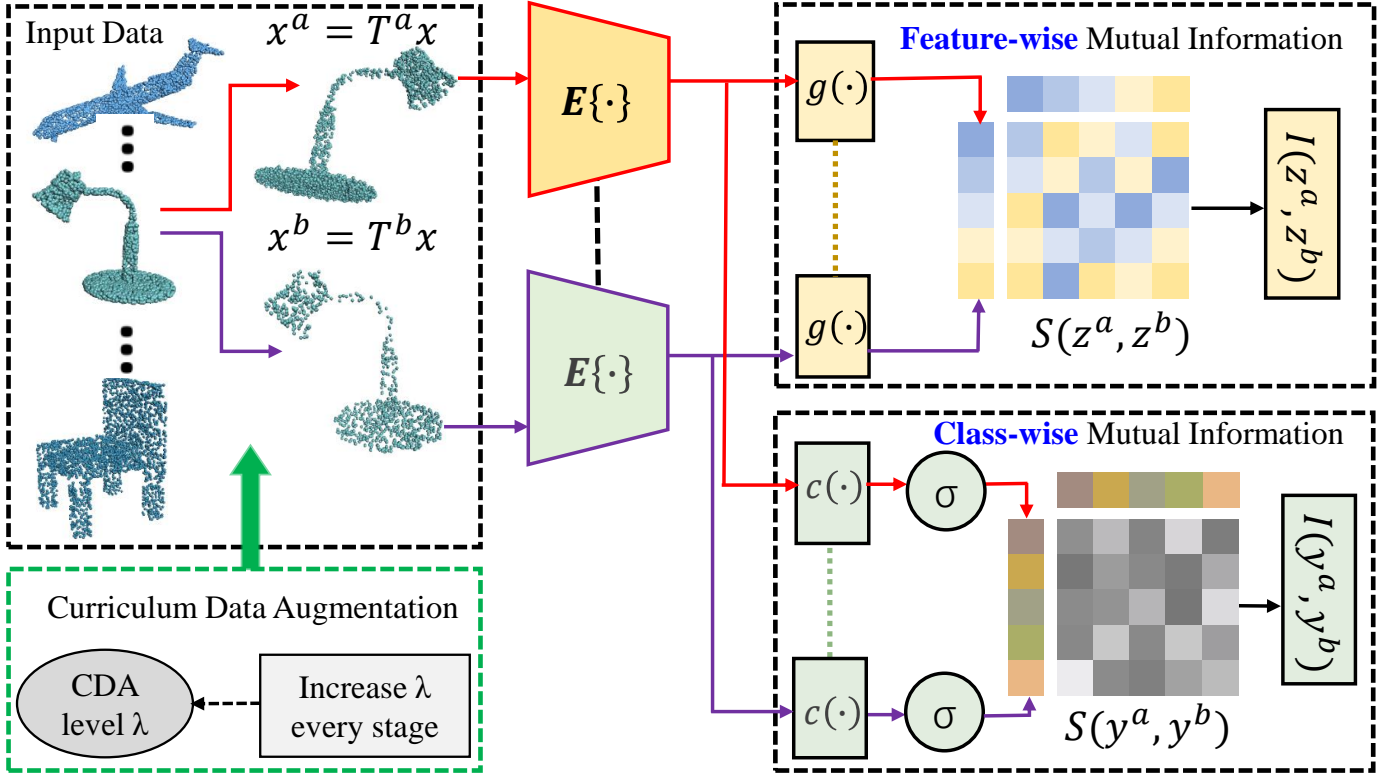 Input Data
x^a = T^a x
x^b = T^b x
E{·}
E{·}
Feature-wise Mutual Information
g(·)
g(·)
S(z^a, z^b)
I(z^a, z^b)
Class-wise Mutual Information
c(·)
σ
c(·)
σ
S(y^a, y^b)
I(y^a, y^b)
Curriculum Data Augmentation
CDA
level λ
Increase λ
every stage